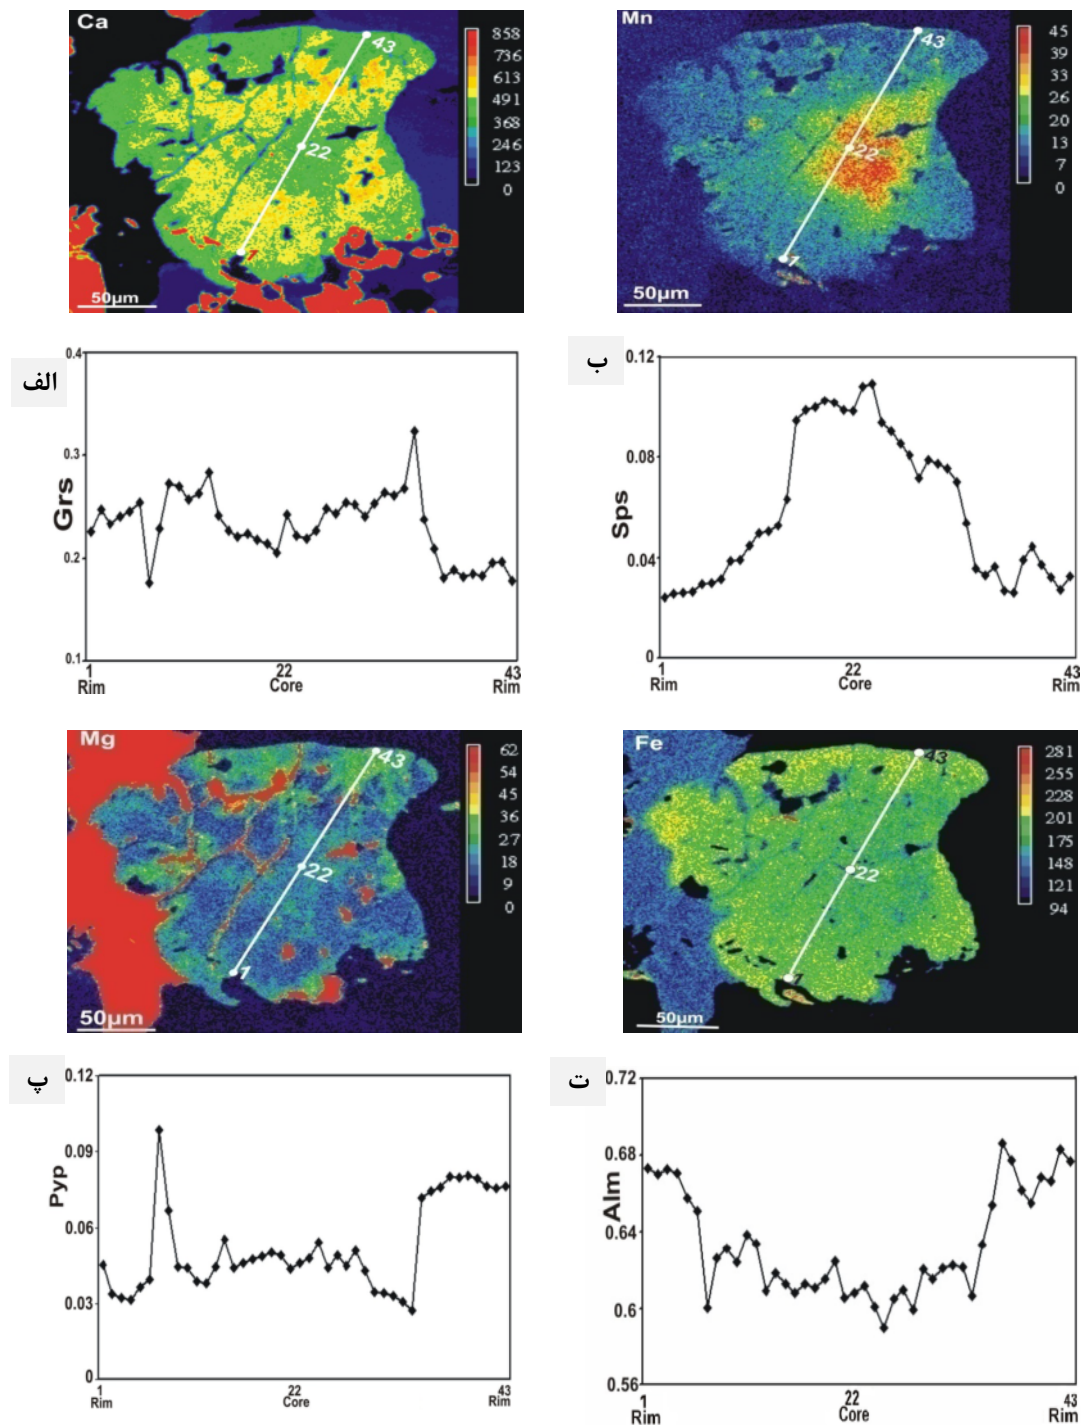 Ca
43
22
1
50µm
858
736
613
491
368
246
123
0
Mn
43
22
1
50µm
45
39
33
26
20
13
7
0
الف
Grs
0.4
0.3
0.2
0.1
1 22 43
Rim Core Rim
ب
Sps
0.12
0.08
0.04
0
1 22 43
Rim Core Rim
Mg
43
22
1
50µm
62
54
45
36
27
18
9
0
Fe
43
22
1
50µm
281
255
228
201
175
148
121
94
پ
Pyp
0.12
0.09
0.06
0.03
0
1 22 43
Rim Core Rim
ت
Alm
0.72
0.68
0.64
0.6
0.56
1 22 43
Rim Core Rim